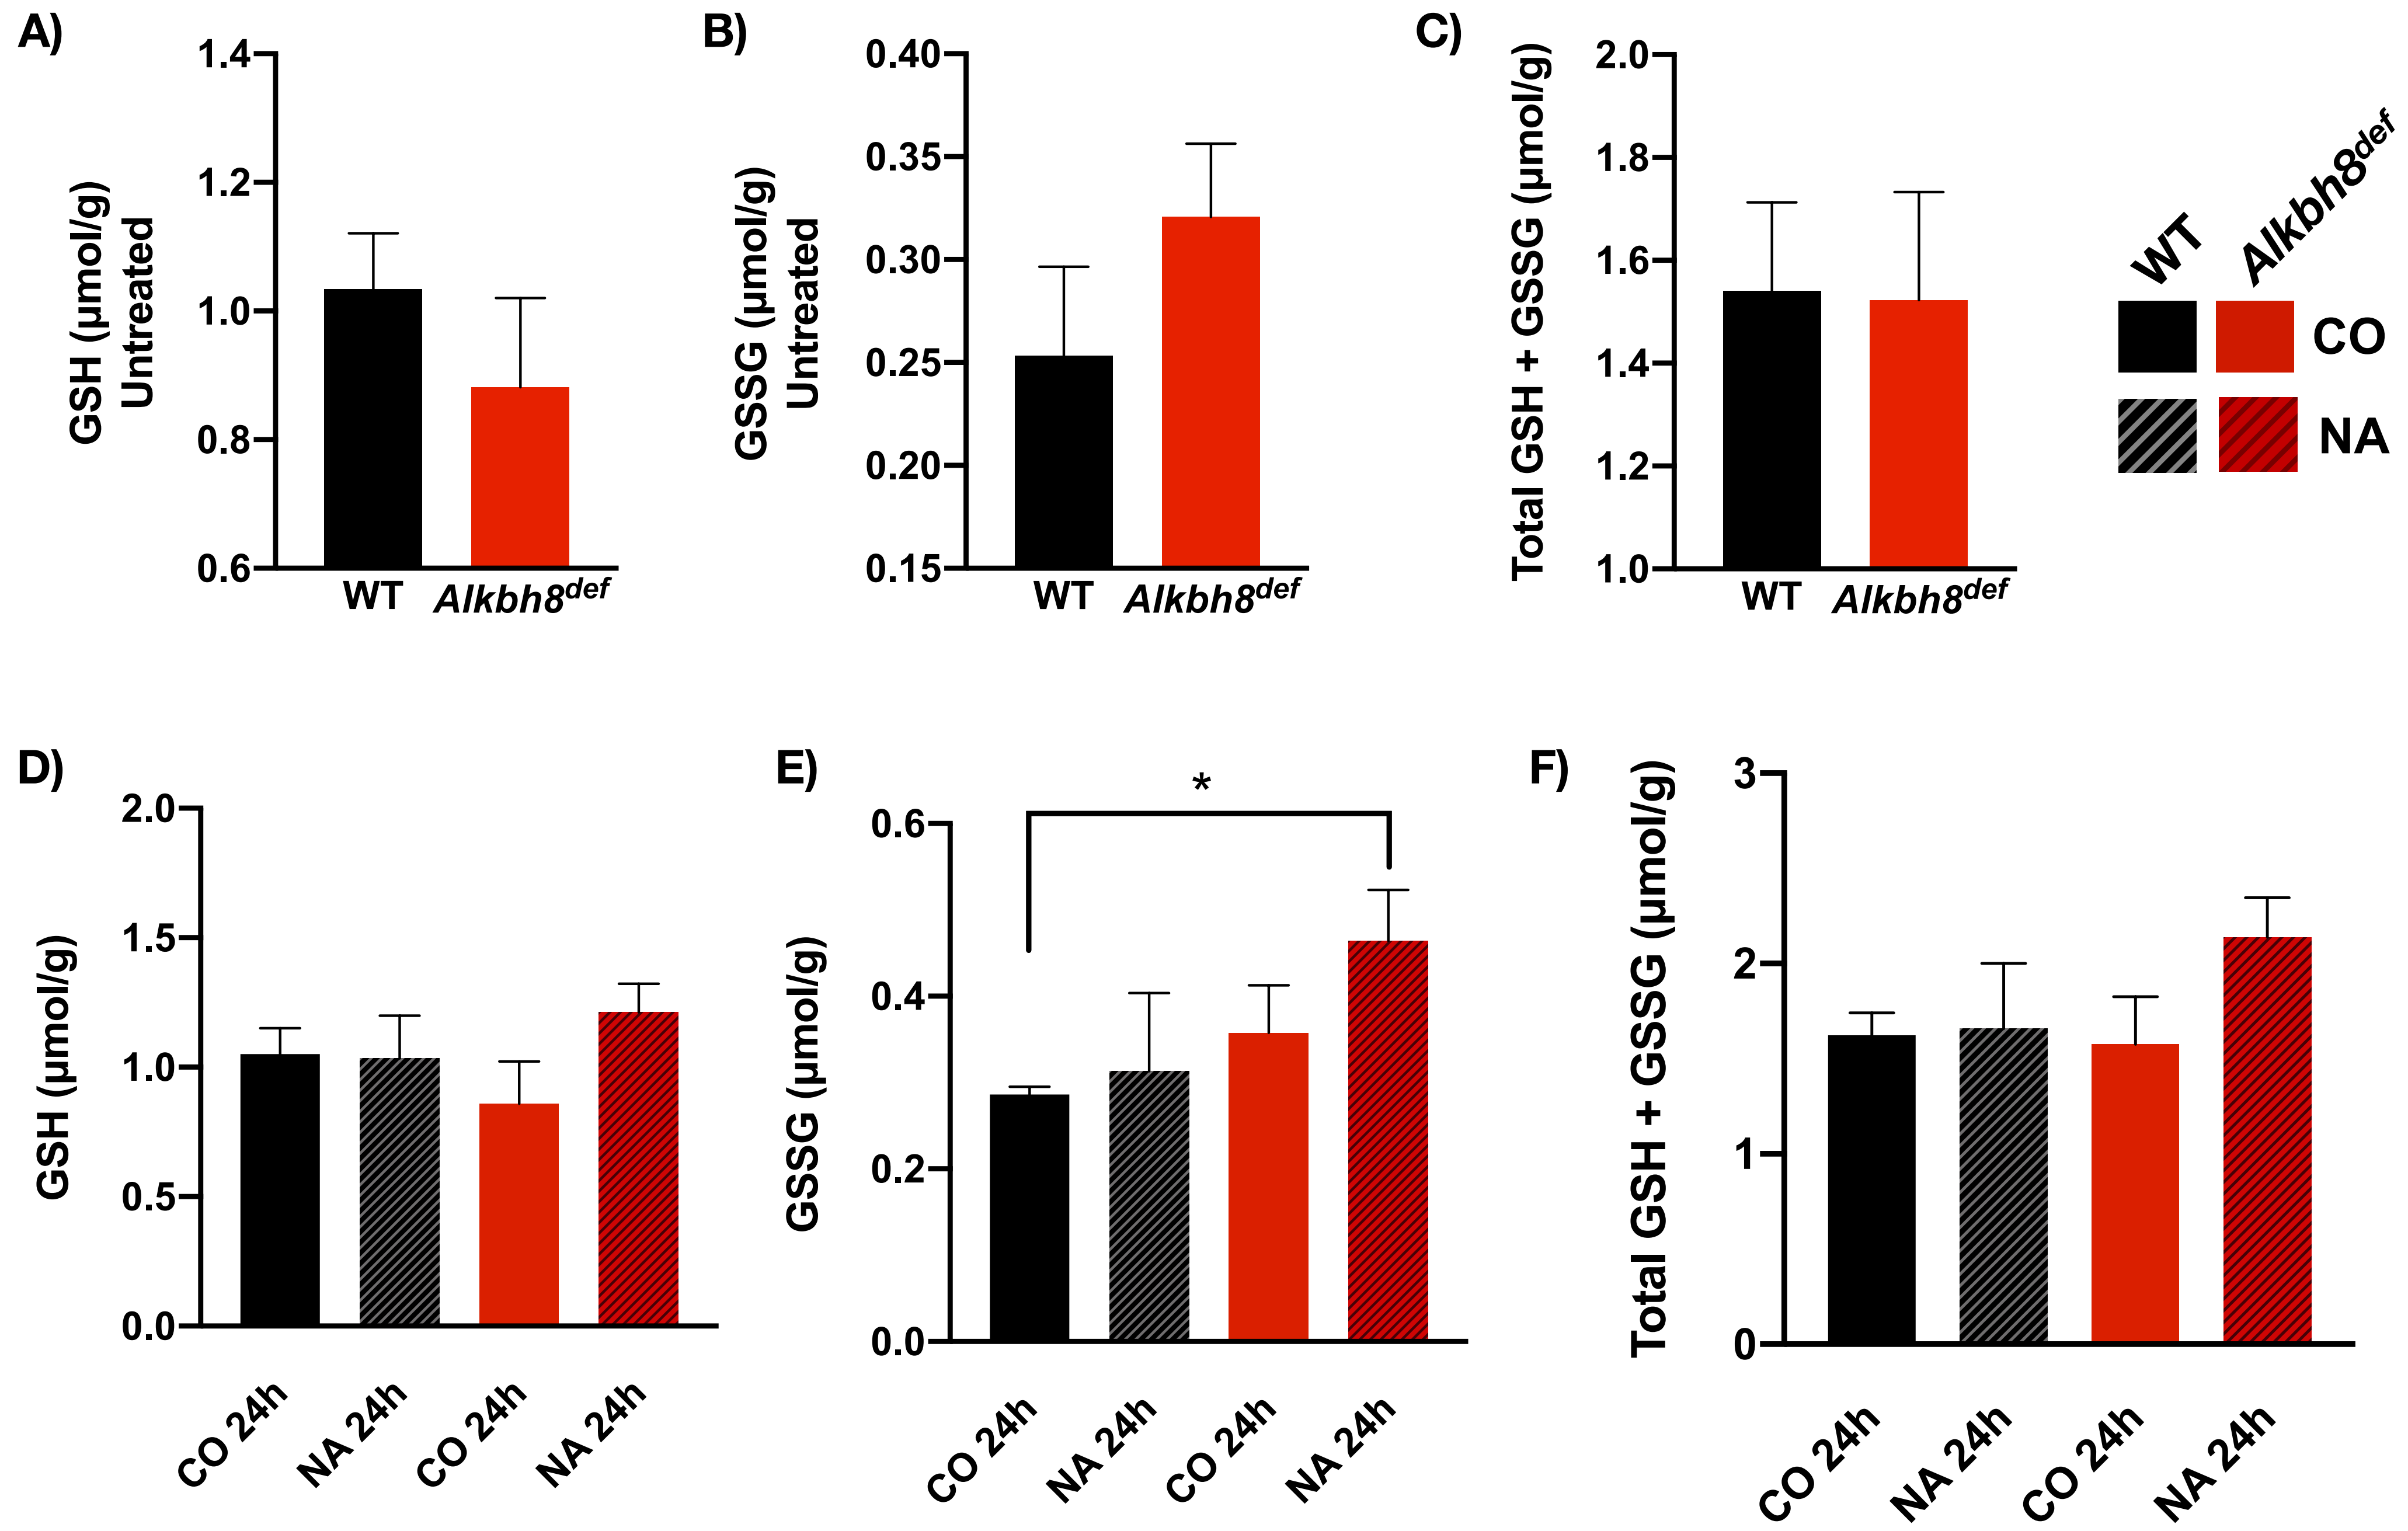 A)
GSH (µmol/g)
Untreated
1.4
1.2
1.0
0.8
0.6
WT
Alkbh8def
B)
GSSG (µmol/g)
Untreated
0.40
0.35
0.30
0.25
0.20
0.15
WT
Alkbh8def
C)
Total GSH + GSSG (µmol/g)
2.0
1.8
1.6
1.4
1.2
1.0
WT
Alkbh8def
WT
Alkbh8def
CO
NA
D)
GSH (µmol/g)
2.0
1.5
1.0
0.5
0.0
CO 24h
NA 24h
CO 24h
NA 24h
E)
GSSG (µmol/g)
*
0.6
0.4
0.2
0.0
CO 24h
NA 24h
CO 24h
NA 24h
F)
Total GSH + GSSG (µmol/g)
3
2
1
0
CO 24h
NA 24h
CO 24h
NA 24h